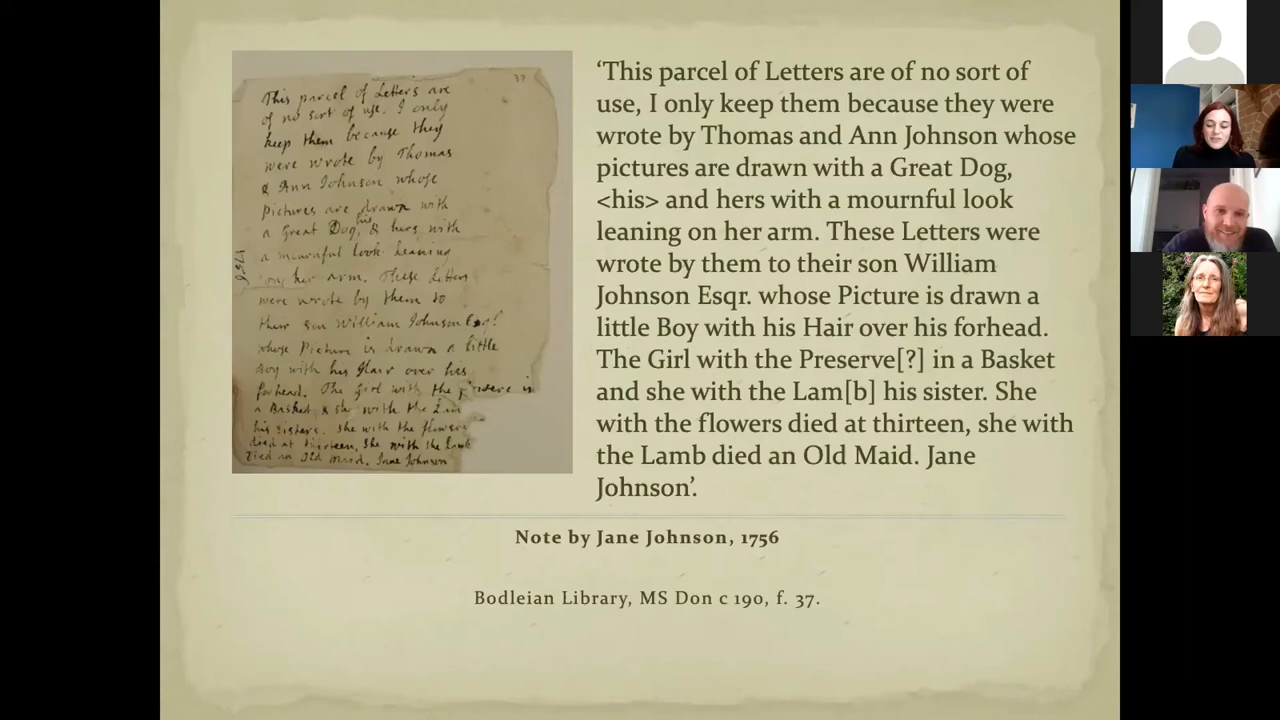 37
This parcel of Letters are
of no sort of use, I only
keep them because they
were wrote by Thomas
& Ann Johnson whose
pictures are drawn with
a Great Dog, his & hers with
a mournful look leaning
on her arm. These Letters
were wrote by them to
their son William Johnson Esqr
whose Picture is drawn a little
Boy with his Hair over his
forhead. The Girl with the in
a Basket, & she with the Lam
his sisters. She with the flowers
died at thirteen, she with the Lamb
died an Old Maid. Jane Johnson
1756
‘This parcel of Letters are of no sort of
use, I only keep them because they were
wrote by Thomas and Ann Johnson whose
pictures are drawn with a Great Dog,
<his> and hers with a mournful look
leaning on her arm. These Letters were
wrote by them to their son William
Johnson Esqr. whose Picture is drawn a
little Boy with his Hair over his forhead.
The Girl with the Preserve[?] in a Basket
and she with the Lam[b] his sister. She
with the flowers died at thirteen, she with
the Lamb died an Old Maid. Jane
Johnson’.
Note by Jane Johnson, 1756
Bodleian Library, MS Don c 190, f. 37.